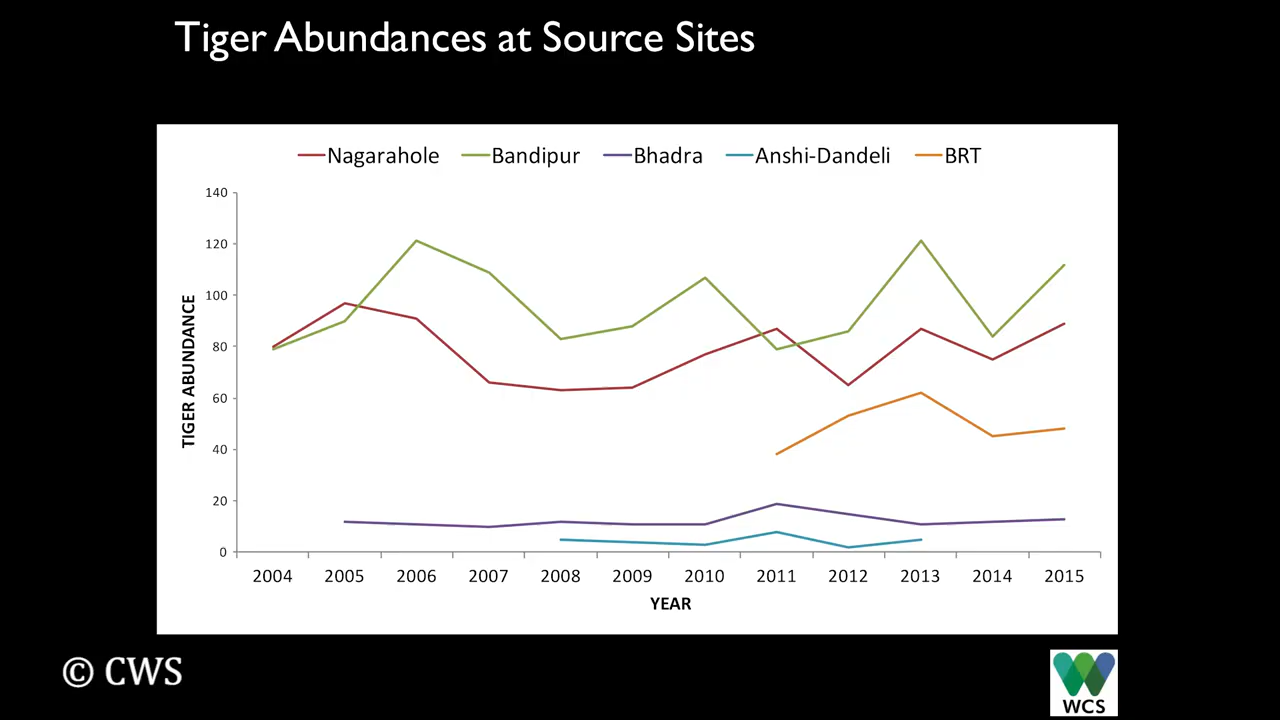 Tiger Abundances at Source Sites
Nagarahole Bandipur Bhadra Anshi-Dandeli BRT
140
120
100
80
60
40
20
0
TIGER ABUNDANCE
2004 2005 2006 2007 2008 2009 2010 2011 2012 2013 2014 2015
YEAR
© CWS
WCS